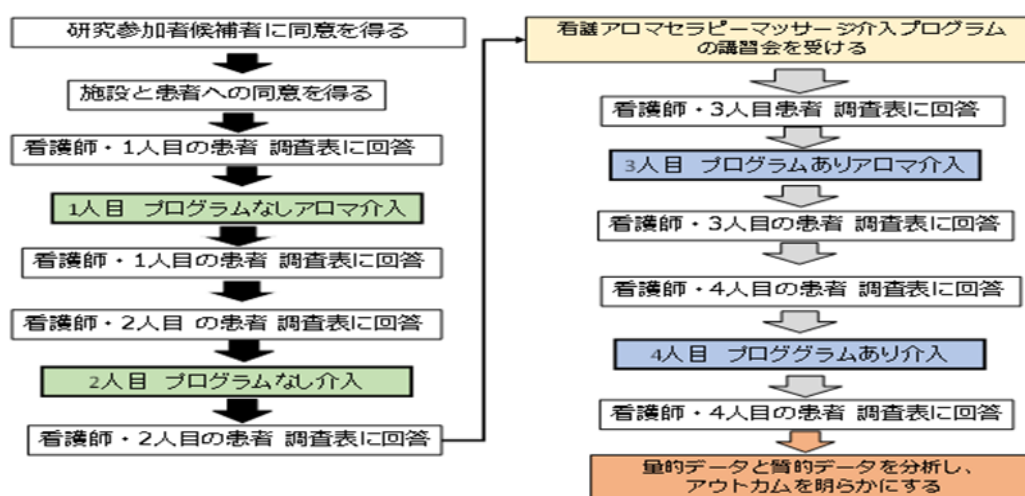 研究参加者候補者に同意を得る
施設と患者への同意を得る
看護師・1人目の患者 調査表に回答
1人目 プログラムなしアロマ介入
看護師・1人目の患者 調査表に回答
看護師・2人目 の患者 調査表に回答
2人目 プログラムなし介入
看護師・2人目の患者 調査表に回答
看護アロマセラピーマッサージ介入プログラム
の講習会を受ける
看護師・3人目患者 調査表に回答
3人目 プログラムありアロマ介入
看護師・3人目の患者 調査表に回答
看護師・4人目の患者 調査表に回答
4人目 プロググラムあり介入
看護師・4人目の患者 調査表に回答
量的データと質的データを分析し、
アウトカムを明らかにする